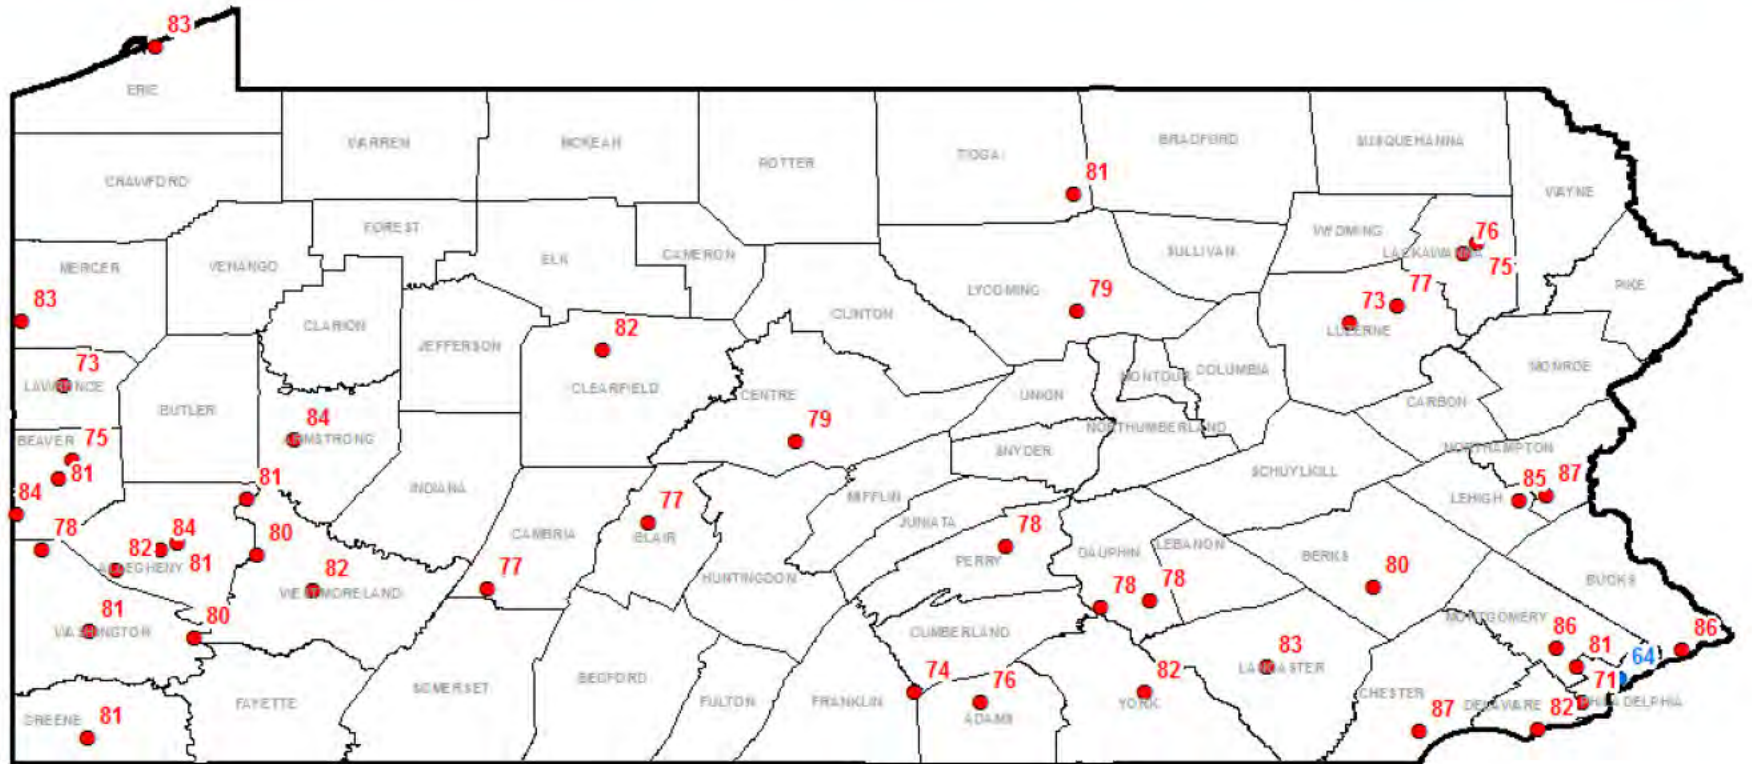 83
ERIE
WARREN
MCKEAN
POTTER
TIOGA
BRADFORD
SUSQUEHANNA
CRAWFORD
81
WAYNE
FOREST
WYOMING
76
MERCER
VENANGO
ELK
CAMERON
SULLIVAN
LACKAWANNA
75
83
LYCOMING
79
73
77
PIKE
CLARION
CLINTON
LUZERNE
82
JEFFERSON
73
LAWRENCE
CLEARFIELD
CENTRE
UNION
MONTOUR
COLUMBIA
MONROE
BUTLER
84
79
CARBON
BEAVER
75
ARMSTRONG
NORTHUMBERLAND
NORTHAMPTON
81
81
SNYDER
SCHUYLKILL
84
INDIANA
77
MIFFLIN
LEHIGH
85
87
78
84
80
CAMBRIA
BLAIR
JUNIATA
78
82
ALLEGHENY
81
82
WESTMORELAND
77
HUNTINGDON
PERRY
DAUPHIN
LEBANON
BERKS
80
BUCKS
81
WASHINGTON
80
CUMBERLAND
78
78
MONTGOMERY
86
81
64
86
SOMERSET
BEDFORD
74
76
82
83
LANCASTER
71
GREENE
81
FAYETTE
FULTON
FRANKLIN
ADAMS
YORK
CHESTER
87
DELAWARE
82
PHILADELPHIA